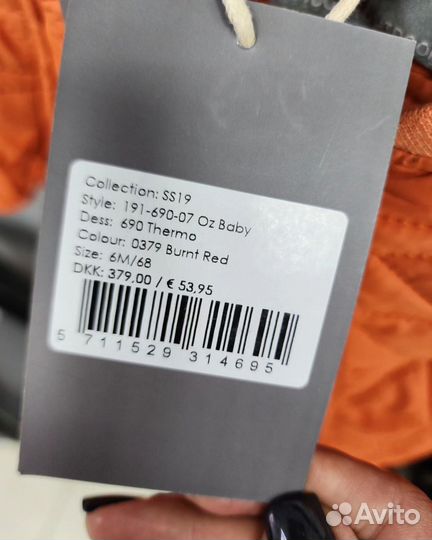 Collection: SS19
Style: 191-690-07 Oz Baby
Dess: 690 Thermo
Colour: 0379 Burnt Red
Size: 6M/68
DKK: 379,00 / € 53,95
5 711529 314695
Avito